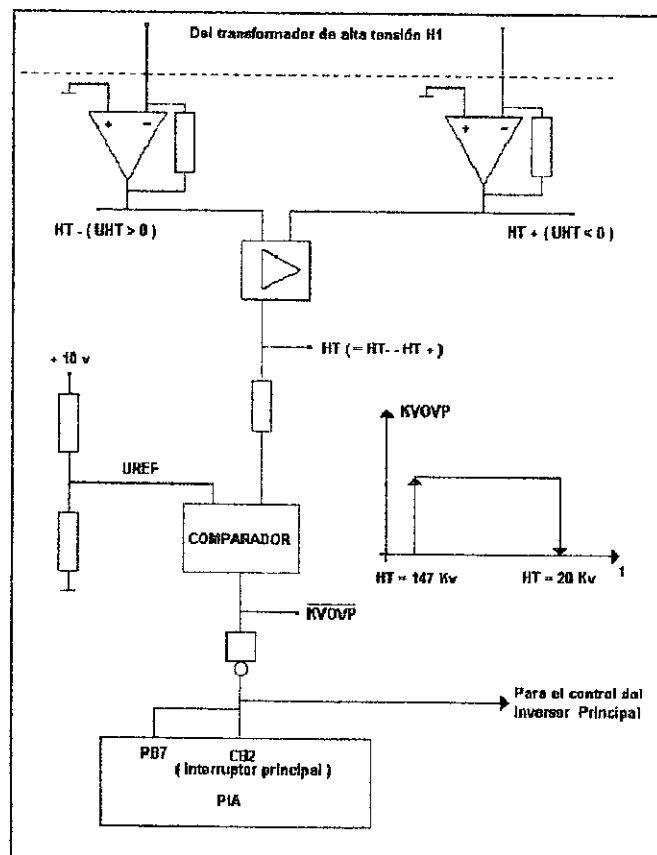 Del transformador de alta tensión H1
+ -
+ -
HT - ( UHT > 0 )
HT + ( UHT < 0 )
HT ( = HT- - HT + )
+ 10 v
UREF
COMPARADOR
KVOVP
HT = 147 Kv
HT = 20 Kv
t
KVOVP
Para el control del
Inversor Principal
PB7
CB2
( Interruptor principal )
PIA